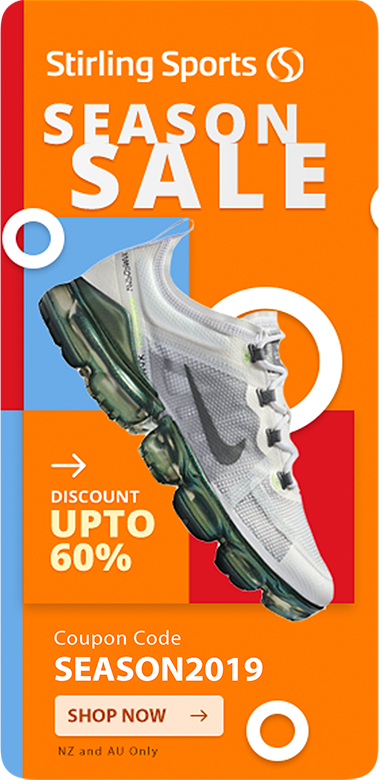 Stirling Sports
SEASON
SALE
DISCOUNT
UPTO
60%
Coupon Code
SEASON2019
SHOP NOW
NZ and AU Only